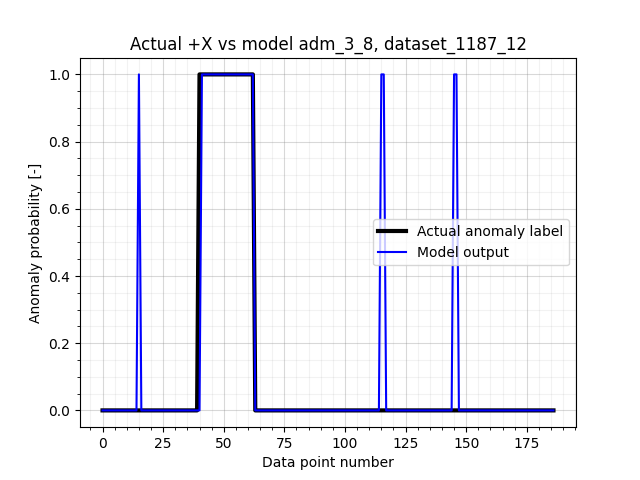 Actual +X vs model adm_3_8, dataset_1187_12
Anomaly probability [-]
1.0
0.8
0.6
0.4
0.2
0.0
Actual anomaly label
Model output
0 25 50 75 100 125 150 175
Data point number